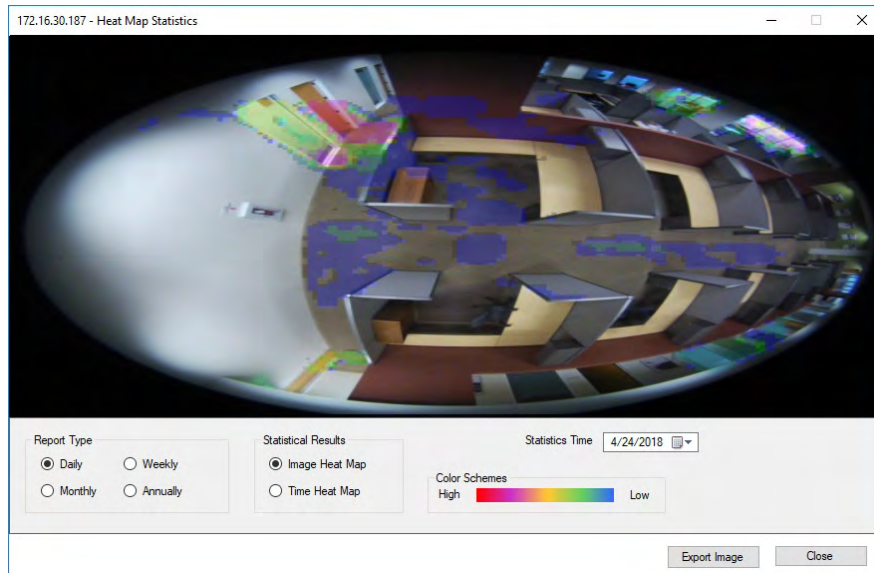 172.16.30.187 - Heat Map Statistics
Report Type
Daily
Weekly
Monthly
Annually
Statistical Results
Image Heat Map
Time Heat Map
Statistics Time
4/24/2018
Color Schemes
High
Low
Export Image
Close